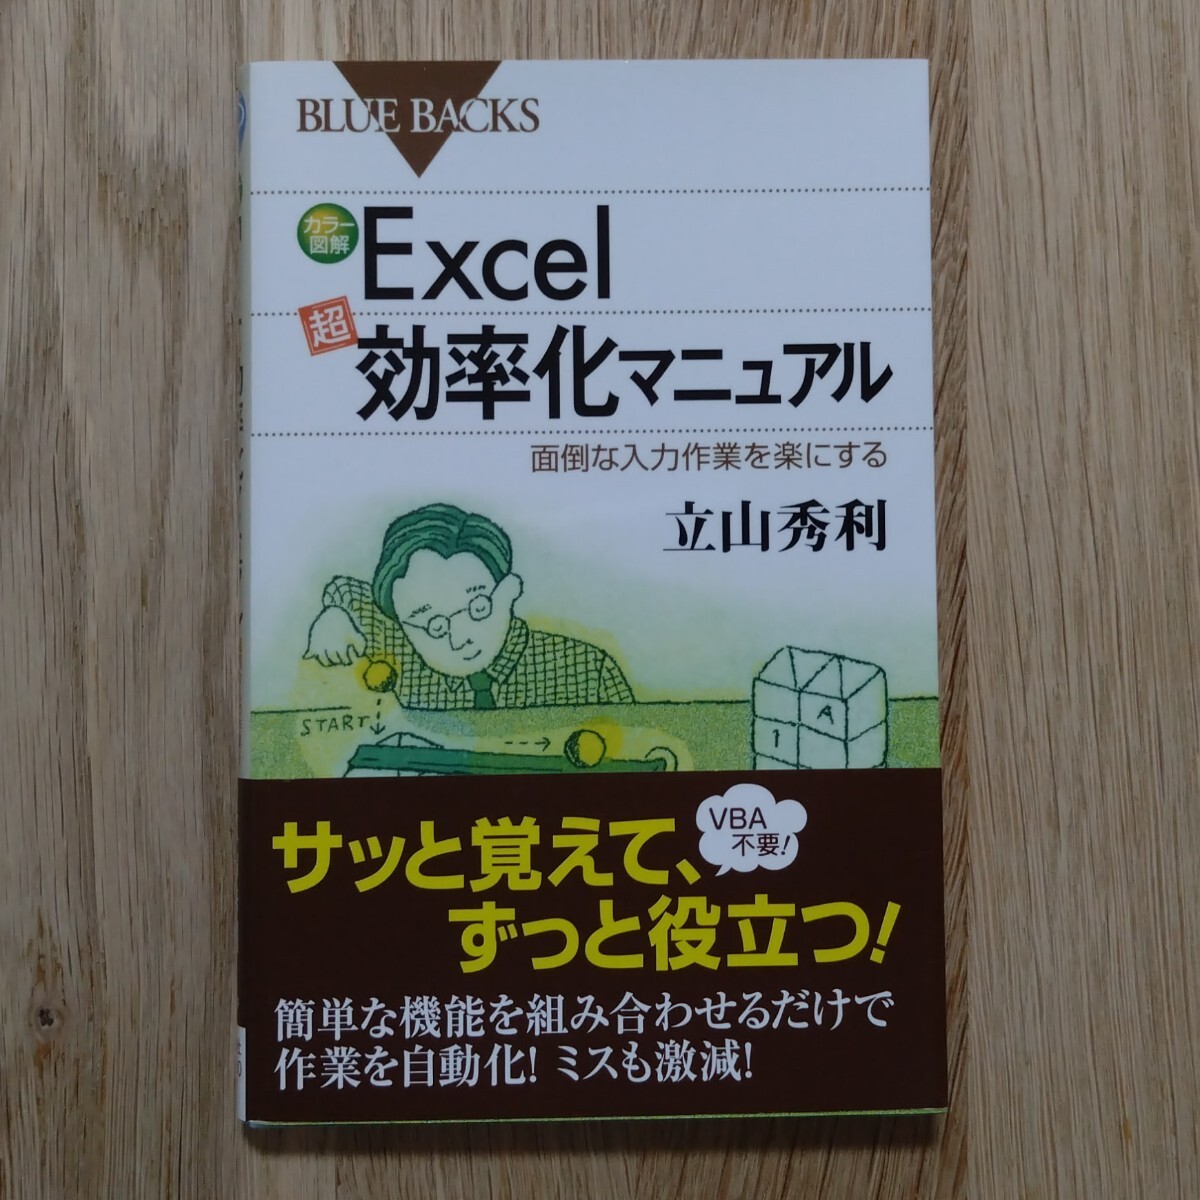 BLUE BACKS
カラー
図解
Excel
超
効率化マニュアル
面倒な入力作業を楽にする
立山秀利
START
A
1
VBA
不要!
サッと覚えて、
ずっと役立つ!
簡単な機能を組み合わせるだけで
作業を自動化! ミスも激減!